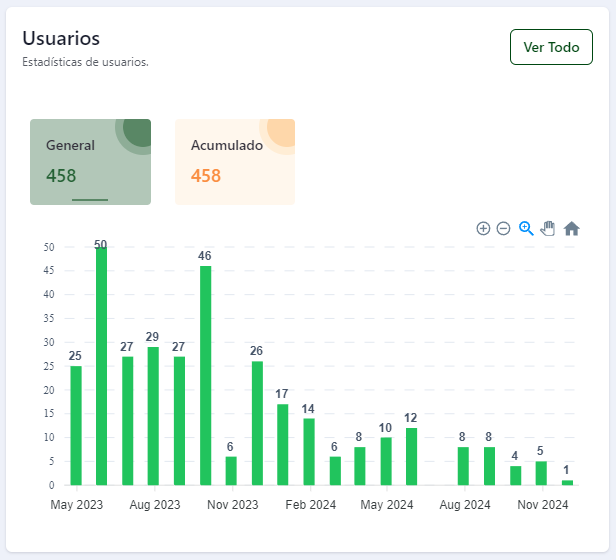 Usuarios
Estadísticas de usuarios.
Ver Todo
General
458
Acumulado
458
50
45
40
35
30
25
20
15
10
5
0
25
50
27
29
27
46
6
26
17
14
6
8
10
12
8
8
4
5
1
May 2023
Aug 2023
Nov 2023
Feb 2024
May 2024
Aug 2024
Nov 2024